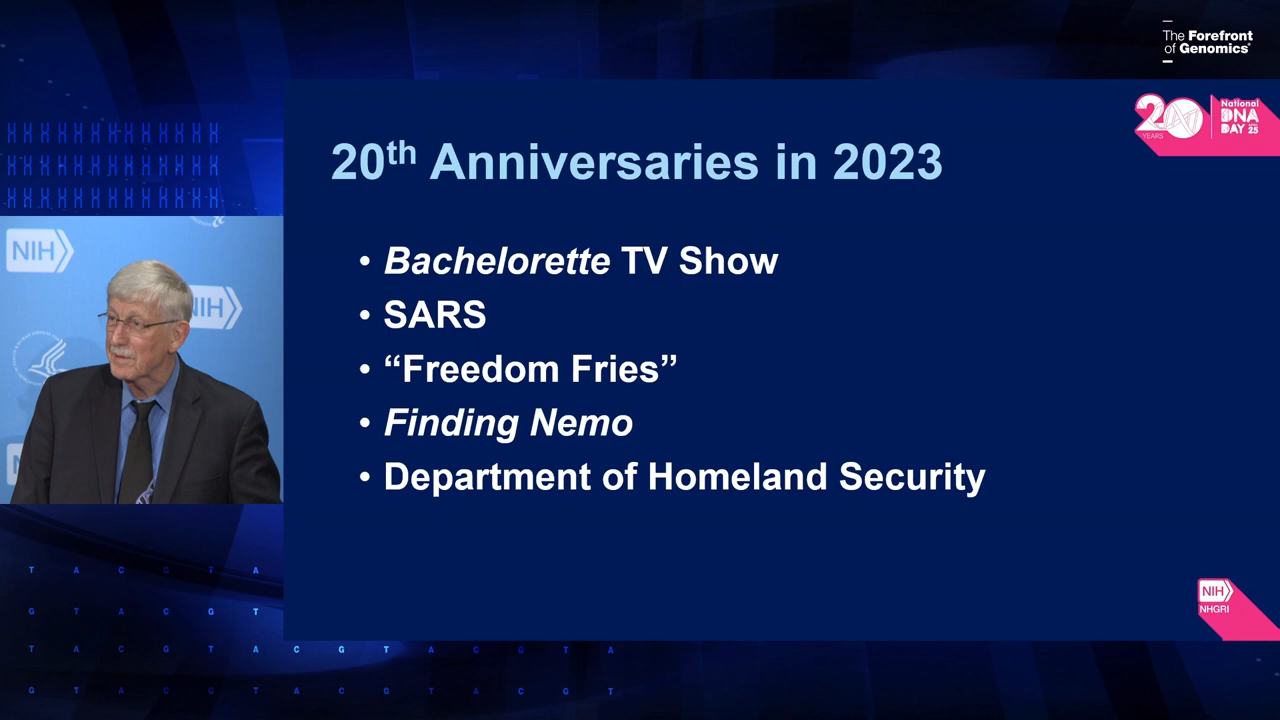 The Forefront
of Genomics®
20
YEARS
National
DNA
DAY APRIL 25
20th Anniversaries in 2023
• Bachelorette TV Show
• SARS
• “Freedom Fries”
• Finding Nemo
• Department of Homeland Security
NIH
NIH
NIH
NHGRI
T A C G T A
G T A C G T
T A C G T A C G T A C G T A
G T A C G T A C G T A C G T